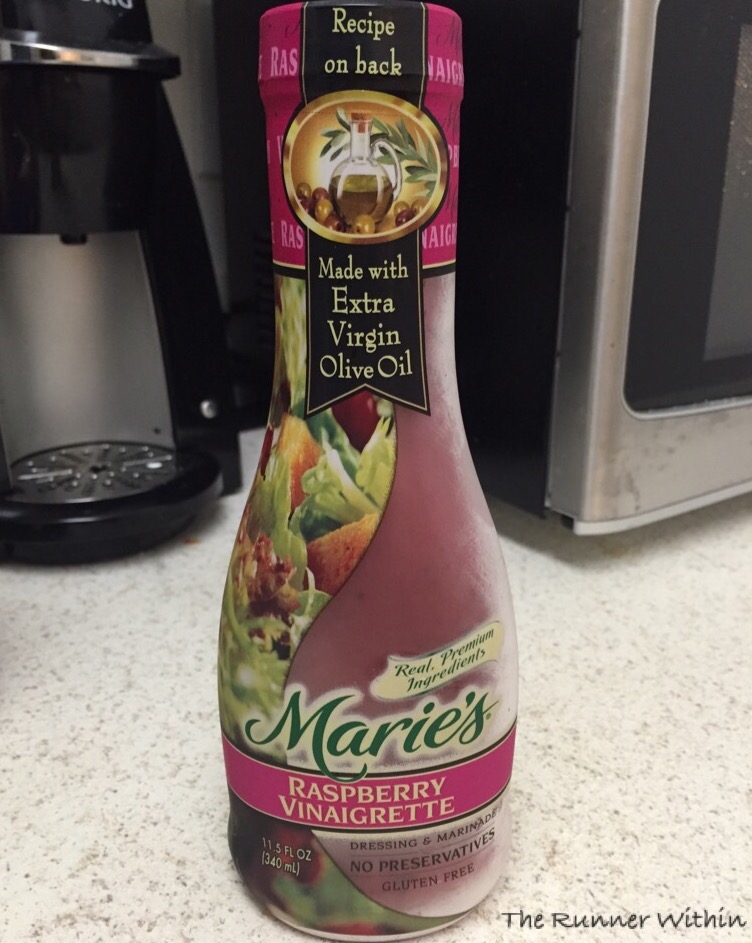 Recipe
on back
Made with
Extra
Virgin
Olive Oil
Real, Premium
Ingredients
Marie's
RASPBERRY
VINAIGRETTE
11.5 FL OZ
(340 mL)
DRESSING & MARINADE
NO PRESERVATIVES
GLUTEN FREE
The Runner Within